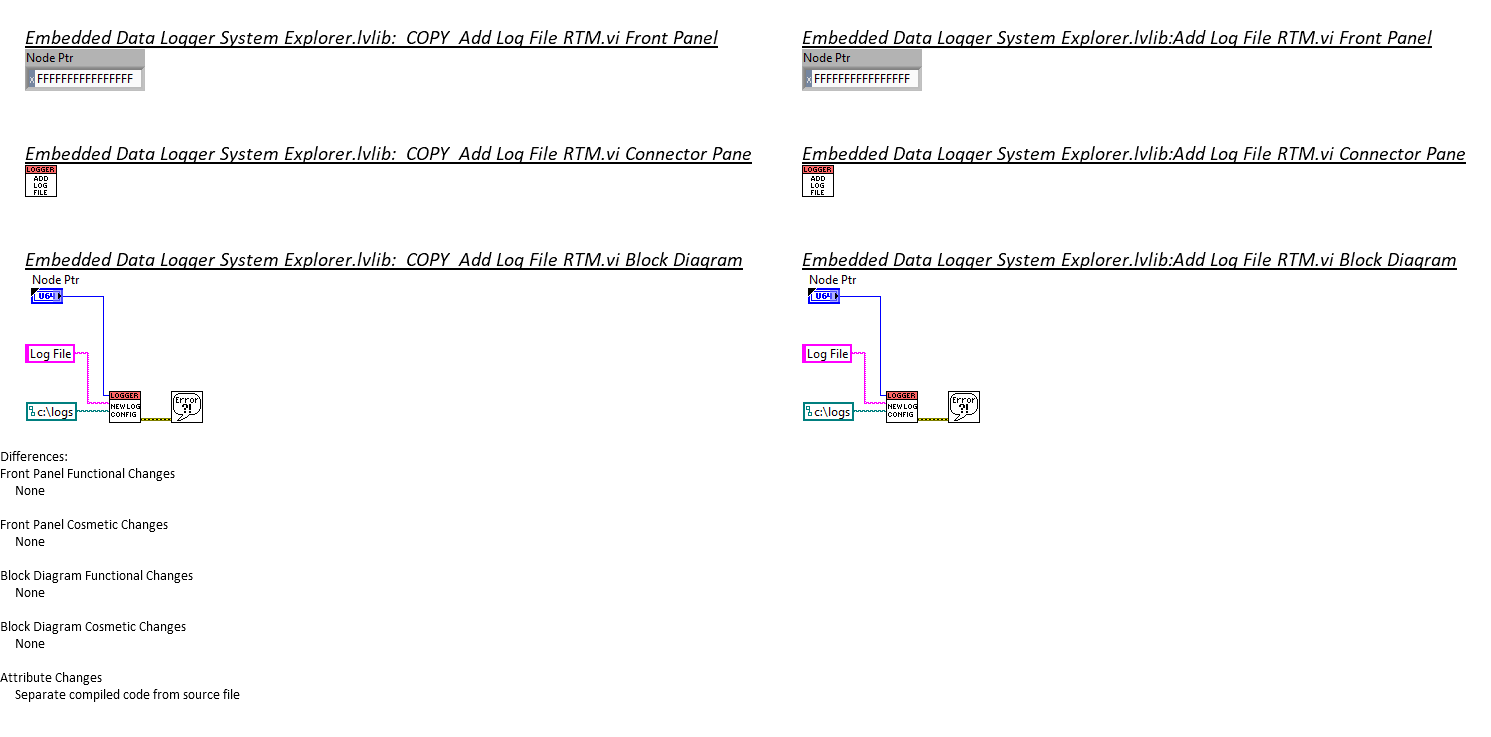 Embedded Data Logger System Explorer.lvlib:  COPY  Add Log File RTM.vi Front Panel
Node Ptr
x FFFFFFFFFFFFFFFF
Embedded Data Logger System Explorer.lvlib:Add Log File RTM.vi Front Panel
Node Ptr
x FFFFFFFFFFFFFFFF
Embedded Data Logger System Explorer.lvlib:  COPY  Add Log File RTM.vi Connector Pane
LOGGER
ADD
LOG
FILE
Embedded Data Logger System Explorer.lvlib:Add Log File RTM.vi Connector Pane
LOGGER
ADD
LOG
FILE
Embedded Data Logger System Explorer.lvlib:  COPY  Add Log File RTM.vi Block Diagram
Node Ptr
U64
Log File
c:\logs
LOGGER
NEW LOG
CONFIG
Error
?!
Embedded Data Logger System Explorer.lvlib:Add Log File RTM.vi Block Diagram
Node Ptr
U64
Log File
c:\logs
LOGGER
NEW LOG
CONFIG
Error
?!
Differences:
Front Panel Functional Changes
None
Front Panel Cosmetic Changes
None
Block Diagram Functional Changes
None
Block Diagram Cosmetic Changes
None
Attribute Changes
Separate compiled code from source file